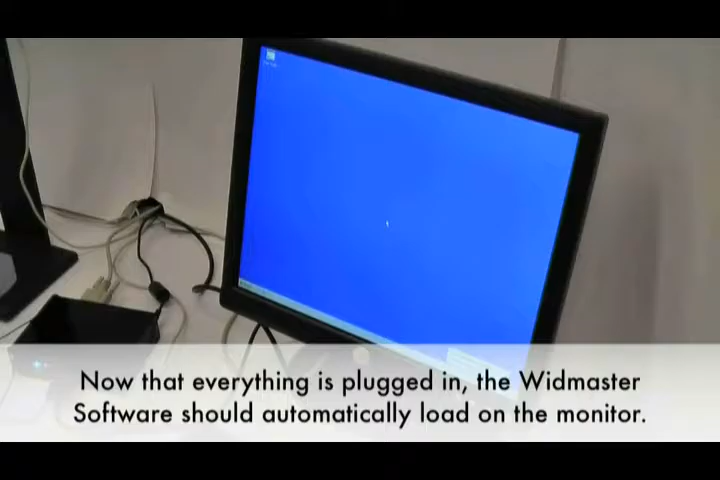 Now that everything is plugged in, the Widmaster
Software should automatically load on the monitor.